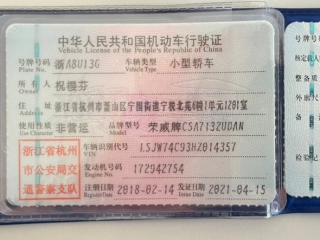 中华人民共和国机动车行驶证
Vehicle License of the People's Republic of China
号牌号码 浙A8U13G 车辆类型 小型轿车
Plate No. Vehicle Type
所有人 祝
Owner
住址 浙江省杭州市萧山区宁围街道宁税北苑6幢1单元1201室
Address
使用性质 非营运 品牌型号 荣威牌CSA7132UDAN
Use Character Model
浙江省杭州市公安局交通警察支队
车辆识别代号 LSJW74C93HZ014357
VIN
发动机号码 172942754
Engine No.
注册日期 2018-02-14 发证日期 2021-04-15
Register Date Issue Date